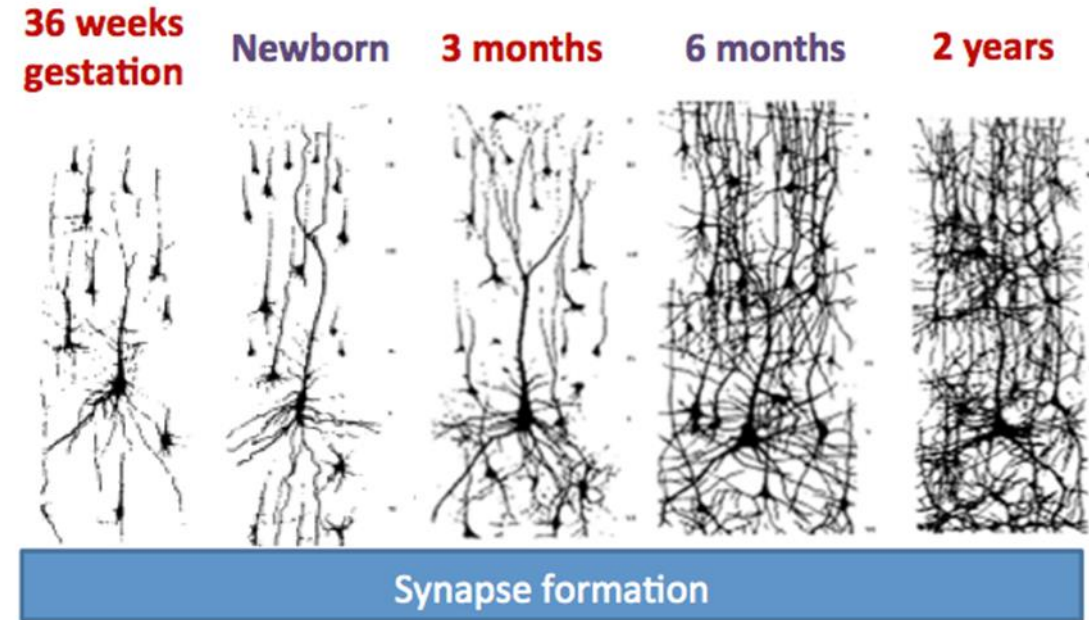 36 weeks
gestation
Newborn
3 months
6 months
2 years
Synapse formation